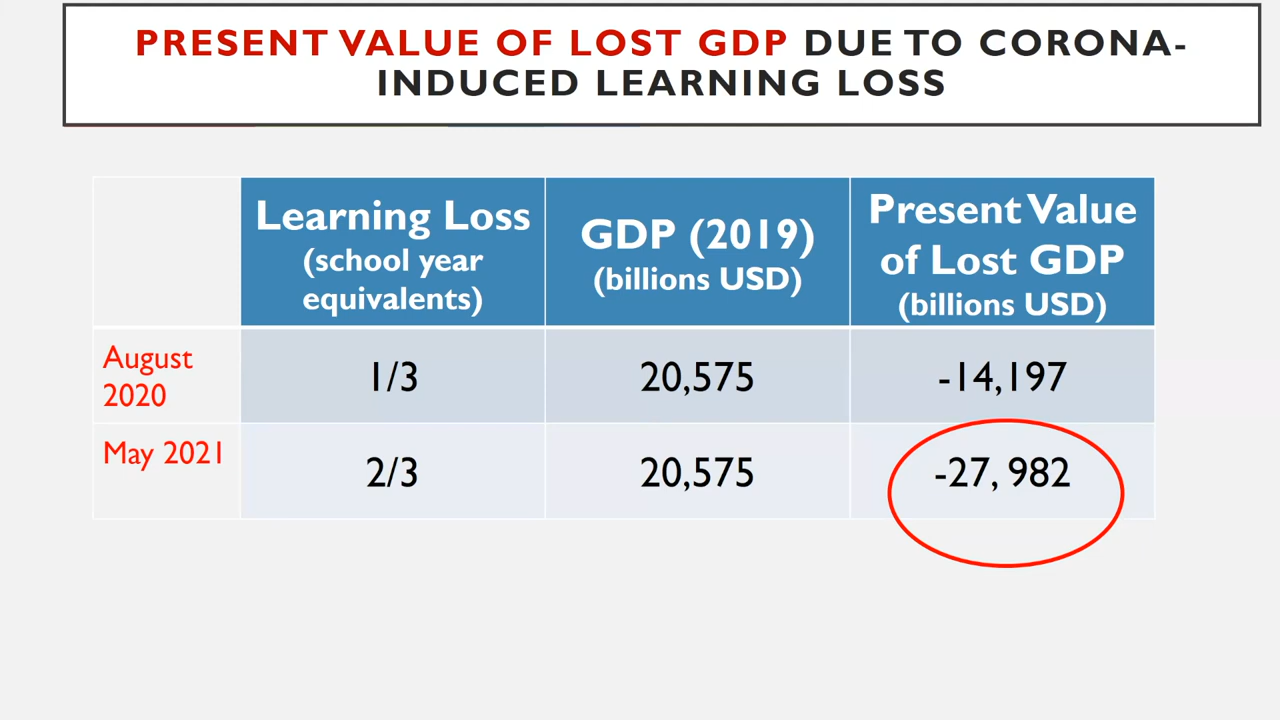 PRESENT VALUE OF LOST GDP DUE TO CORONA-
INDUCED LEARNING LOSS
Learning Loss
(school year
equivalents)
GDP (2019)
(billions USD)
Present Value
of Lost GDP
(billions USD)
August
2020
1/3
20,575
-14,197
May 2021
2/3
20,575
-27, 982